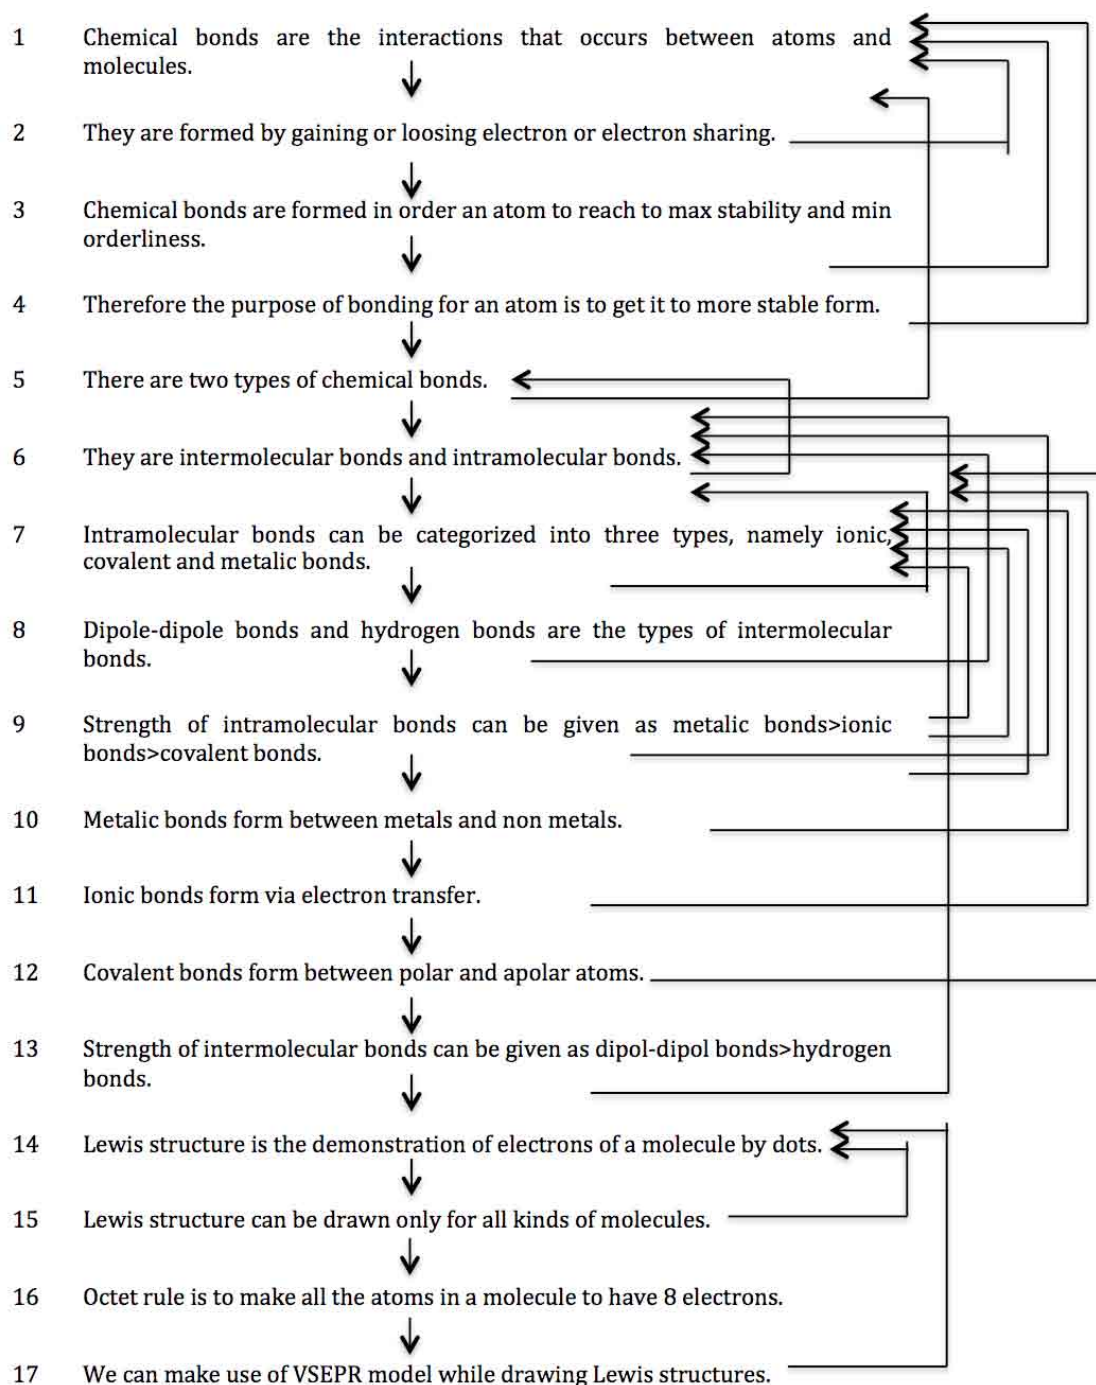 1 Chemical bonds are the interactions that occurs between atoms and
molecules.
2 They are formed by gaining or loosing electron or electron sharing.
3 Chemical bonds are formed in order an atom to reach to max stability and min
orderliness.
4 Therefore the purpose of bonding for an atom is to get it to more stable form.
5 There are two types of chemical bonds.
6 They are intermolecular bonds and intramolecular bonds.
7 Intramolecular bonds can be categorized into three types, namely ionic,
covalent and metalic bonds.
8 Dipole-dipole bonds and hydrogen bonds are the types of intermolecular
bonds.
9 Strength of intramolecular bonds can be given as metalic bonds>ionic
bonds>covalent bonds.
10 Metalic bonds form between metals and non metals.
11 Ionic bonds form via electron transfer.
12 Covalent bonds form between polar and apolar atoms.
13 Strength of intermolecular bonds can be given as dipol-dipol bonds>hydrogen
bonds.
14 Lewis structure is the demonstration of electrons of a molecule by dots.
15 Lewis structure can be drawn only for all kinds of molecules.
16 Octet rule is to make all the atoms in a molecule to have 8 electrons.
17 We can make use of VSEPR model while drawing Lewis structures.